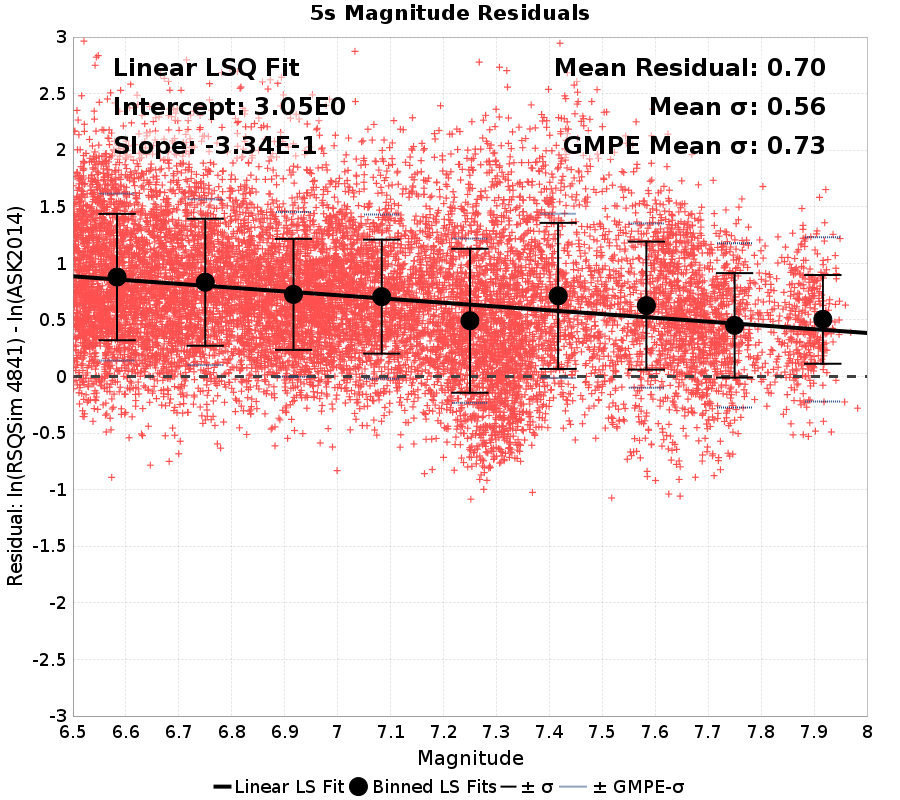 5s Magnitude Residuals
Linear LSQ Fit
Intercept: 3.05E0
Slope: -3.34E-1
Mean Residual: 0.70
Mean σ: 0.56
GMPE Mean σ: 0.73
Residual: ln(RSQSim 4841) - ln(ASK2014)
3
2.5
2
1.5
1
0.5
0
-0.5
-1
-1.5
-2
-2.5
-3
6.5 6.6 6.7 6.8 6.9 7 7.1 7.2 7.3 7.4 7.5 7.6 7.7 7.8 7.9 8
Magnitude
Linear LS Fit Binned LS Fits ± σ ± GMPE-σ